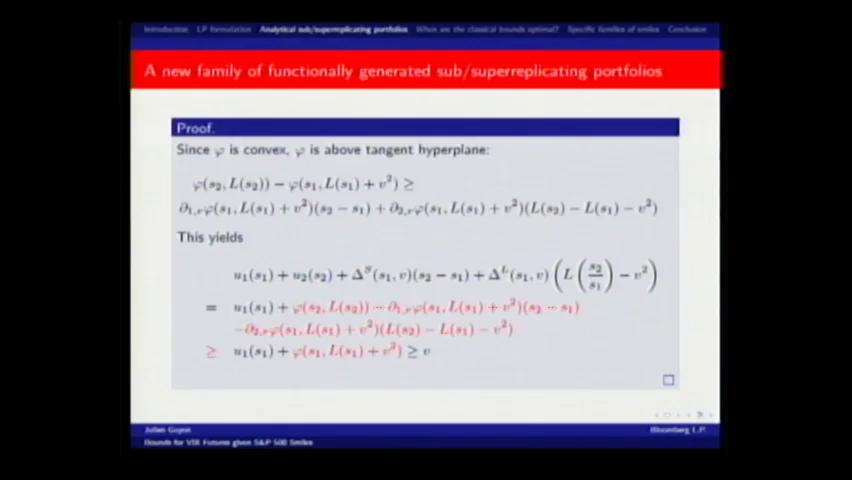 Introduction LP formulation Analytical sub/superreplicating portfolios When are the classical bounds optimal? Specific families of smiles Conclusion
A new family of functionally generated sub/superreplicating portfolios
Proof.
Since φ is convex, φ is above tangent hyperplane:
φ(s₂, L(s₂)) − φ(s₁, L(s₁) + v²) ≥
∂₁,ᵣφ(s₁, L(s₁) + v²)(s₂ − s₁) + ∂₂,ᵣφ(s₁, L(s₁) + v²)(L(s₂) − L(s₁) − v²)
This yields
u₁(s₁) + u₂(s₂) + Δ^S(s₁, v)(s₂ − s₁) + Δ^L(s₁, v) (L(s₂/s₁) − v²)
= u₁(s₁) + φ(s₂, L(s₂)) − ∂₁,ᵣφ(s₁, L(s₁) + v²)(s₂ − s₁)
−∂₂,ᵣφ(s₁, L(s₁) + v²)(L(s₂) − L(s₁) − v²)
≥ u₁(s₁) + φ(s₁, L(s₁) + v²) ≥ v
Julien Guyon Bloomberg L.P.
Bounds for VIX Futures given S&P 500 Smiles